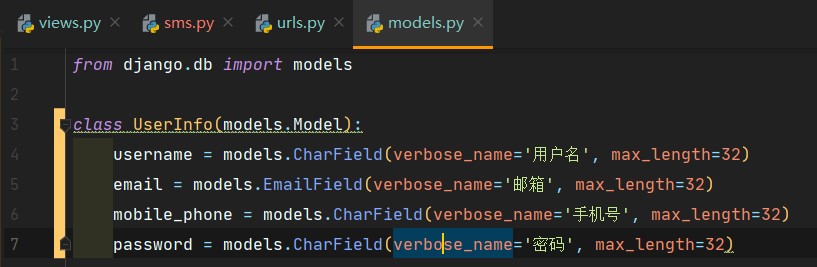 views.py × sms.py × urls.py × models.py ×
1 from django.db import models
2
3 class UserInfo(models.Model):
4 username = models.CharField(verbose_name='用户名', max_length=32)
5 email = models.EmailField(verbose_name='邮箱', max_length=32)
6 mobile_phone = models.CharField(verbose_name='手机号', max_length=32)
7 password = models.CharField(verbose_name='密码', max_length=32)